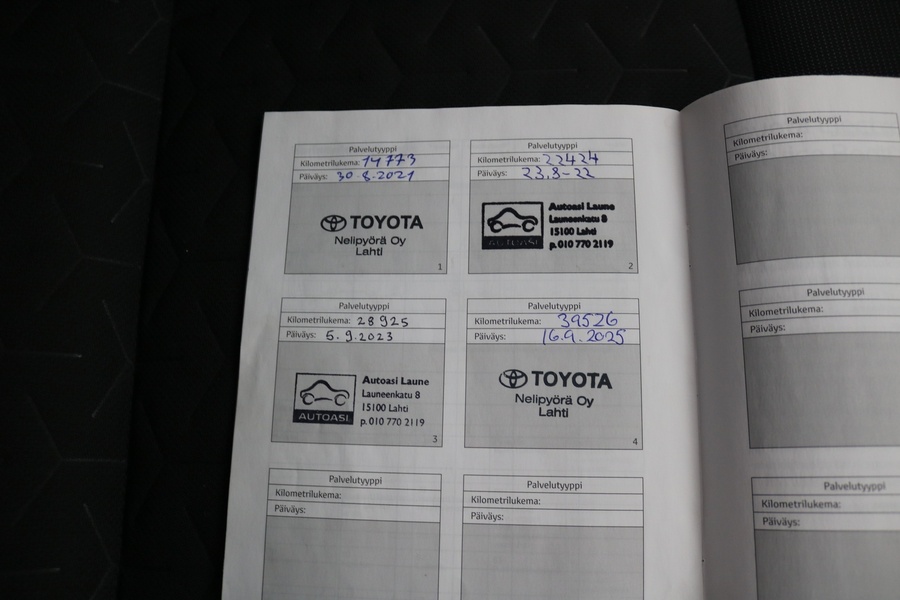 Palvelutyyppi
Kilometrilukema: 14773
Päiväys: 30.8.2021
TOYOTA
Nelipyörä Oy
Lahti
1
Palvelutyyppi
Kilometrilukema: 22424
Päiväys: 23.8-22
Autoasi Laune
Launeenkatu 8
15100 Lahti
p. 010 770 2119
AUTOASI
2
Palvelutyyppi
Kilometrilukema: 28925
Päiväys: 5.9.2023
Autoasi Laune
Launeenkatu 8
15100 Lahti
p. 010 770 2119
AUTOASI
3
Palvelutyyppi
Kilometrilukema: 39526
Päiväys: 16.9.2025
TOYOTA
Nelipyörä Oy
Lahti
4
Palvelutyyppi
Kilometrilukema:
Päiväys:
Palvelutyyppi
Kilometrilukema:
Päiväys:
Palvelutyyppi
Kilometrilukema:
Päiväys:
Palvelutyyppi
Kilometrilukema:
Päiväys:
Palvelutyyppi
Kilometrilukema:
Päiväys: